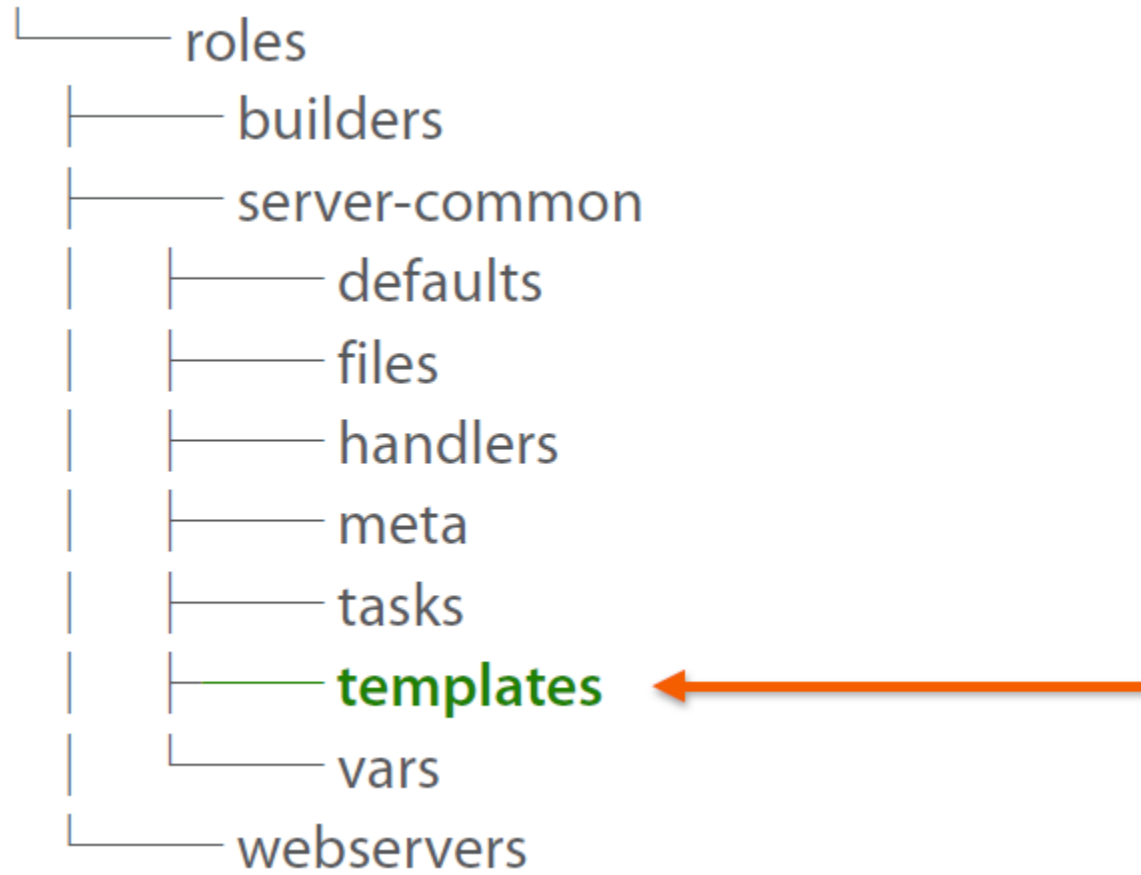 roles
builders
server-common
defaults
files
handlers
meta
tasks
templates
vars
webservers